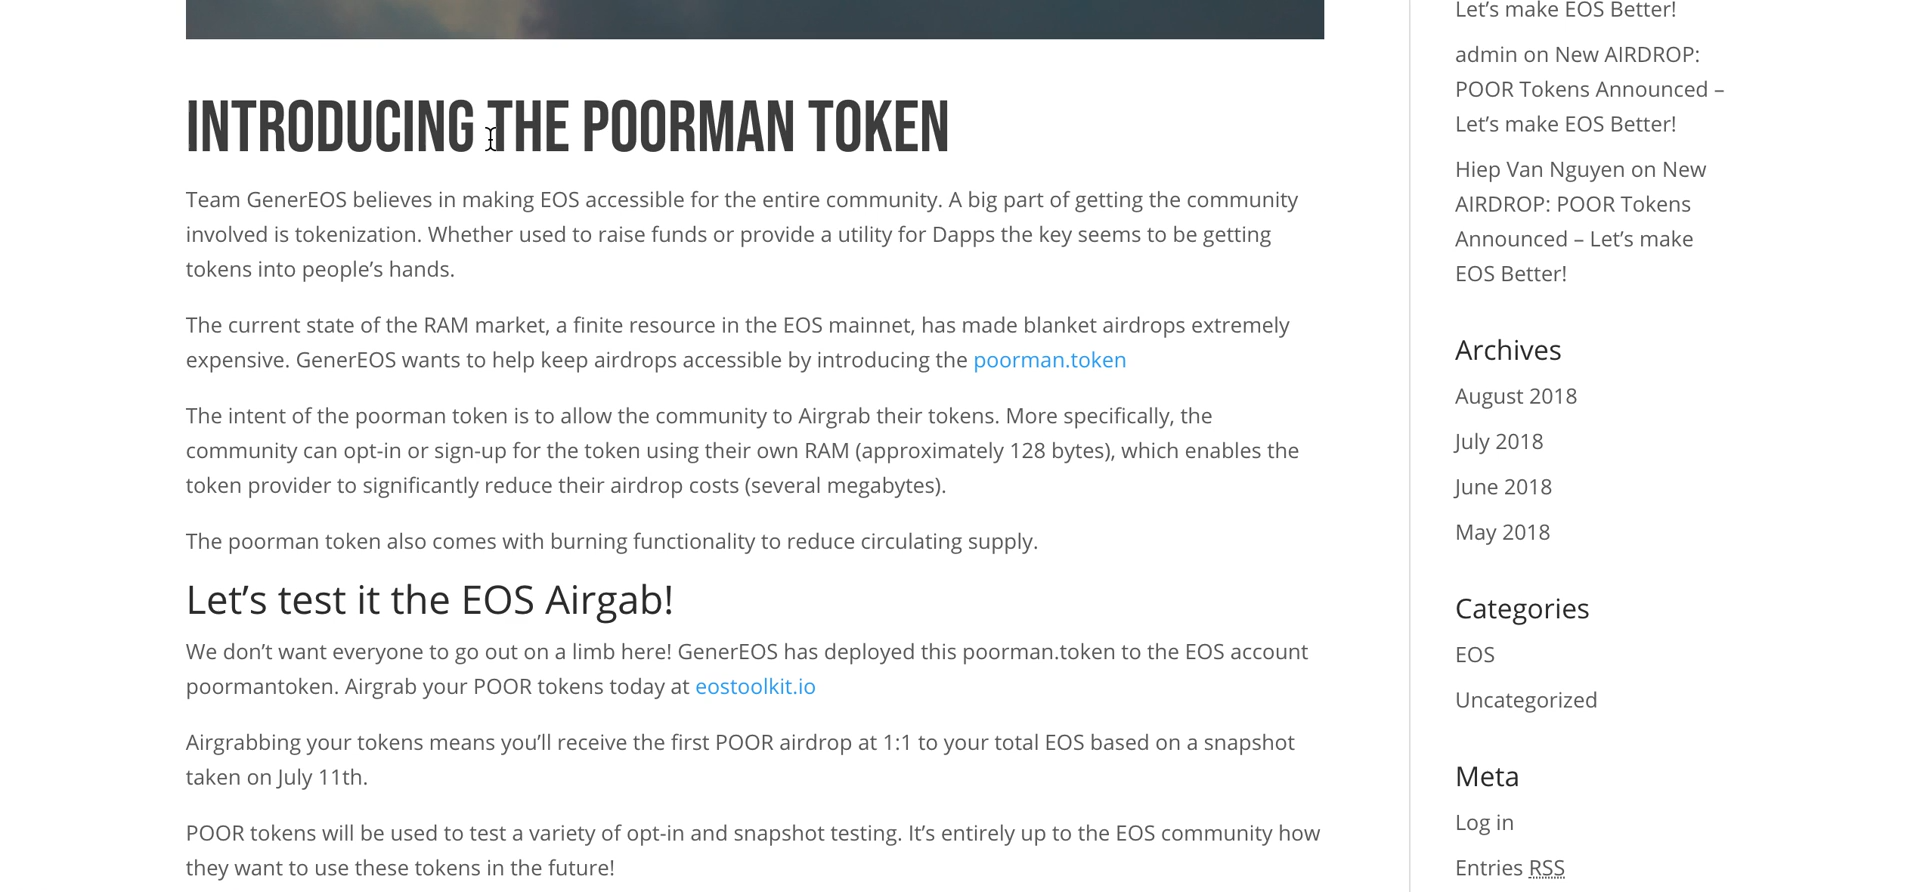 INTRODUCING THE POORMAN TOKEN
Team GenerEOS believes in making EOS accessible for the entire community. A big part of getting the community
involved is tokenization. Whether used to raise funds or provide a utility for Dapps the key seems to be getting
tokens into people’s hands.
The current state of the RAM market, a finite resource in the EOS mainnet, has made blanket airdrops extremely
expensive. GenerEOS wants to help keep airdrops accessible by introducing the poorman.token
The intent of the poorman token is to allow the community to Airgrab their tokens. More specifically, the
community can opt-in or sign-up for the token using their own RAM (approximately 128 bytes), which enables the
token provider to significantly reduce their airdrop costs (several megabytes).
The poorman token also comes with burning functionality to reduce circulating supply.
Let’s test it the EOS Airgab!
We don’t want everyone to go out on a limb here! GenerEOS has deployed this poorman.token to the EOS account
poormantoken. Airgrab your POOR tokens today at eostoolkit.io
Airgrabbing your tokens means you’ll receive the first POOR airdrop at 1:1 to your total EOS based on a snapshot
taken on July 11th.
POOR tokens will be used to test a variety of opt-in and snapshot testing. It’s entirely up to the EOS community how
they want to use these tokens in the future!
Let’s make EOS Better!
admin on New AIRDROP:
POOR Tokens Announced –
Let’s make EOS Better!
Hiep Van Nguyen on New
AIRDROP: POOR Tokens
Announced – Let’s make
EOS Better!
Archives
August 2018
July 2018
June 2018
May 2018
Categories
EOS
Uncategorized
Meta
Log in
Entries RSS